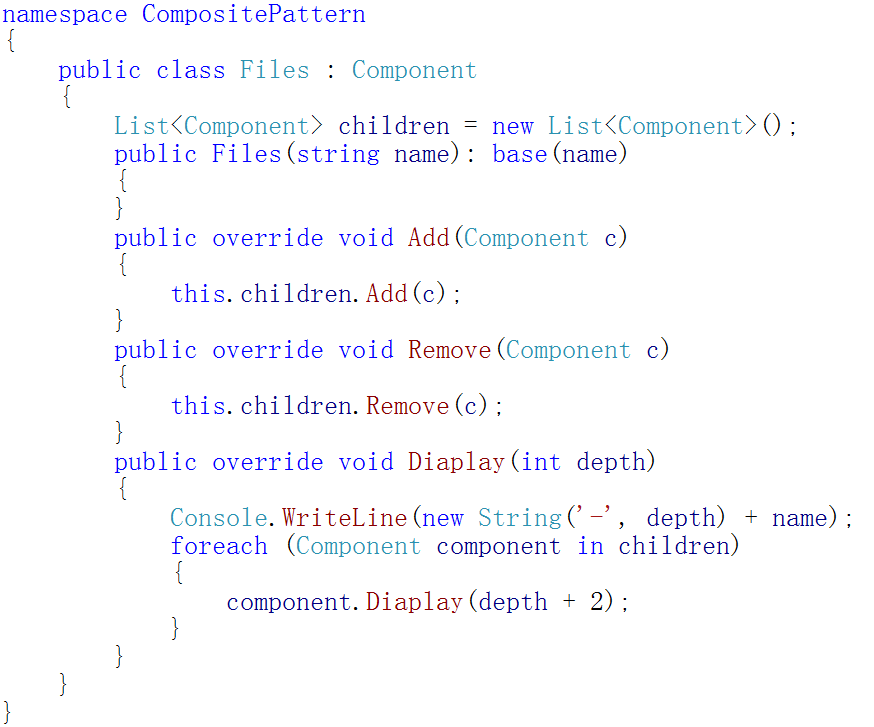 namespace CompositePattern
{
    public class Files : Component
    {
        List<Component> children = new List<Component>();
        public Files(string name): base(name)
        {
        }
        public override void Add(Component c)
        {
            this.children.Add(c);
        }
        public override void Remove(Component c)
        {
            this.children.Remove(c);
        }
        public override void Diaplay(int depth)
        {
            Console.WriteLine(new String('-', depth) + name);
            foreach (Component component in children)
            {
                component.Diaplay(depth + 2);
            }
        }
    }
}